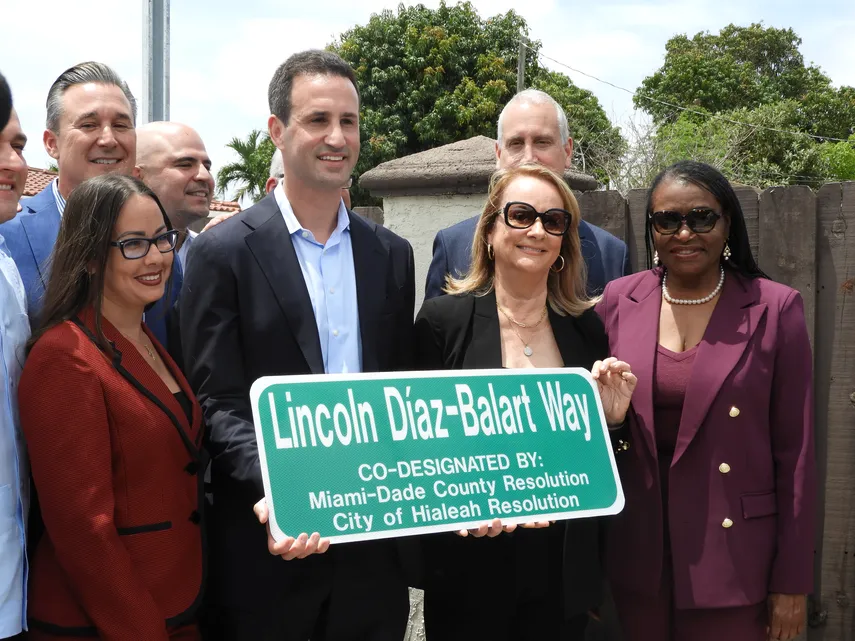 Lincoln Díaz-Balart Way
CO-DESIGNATED BY:
Miami-Dade County Resolution
City of Hialeah Resolution